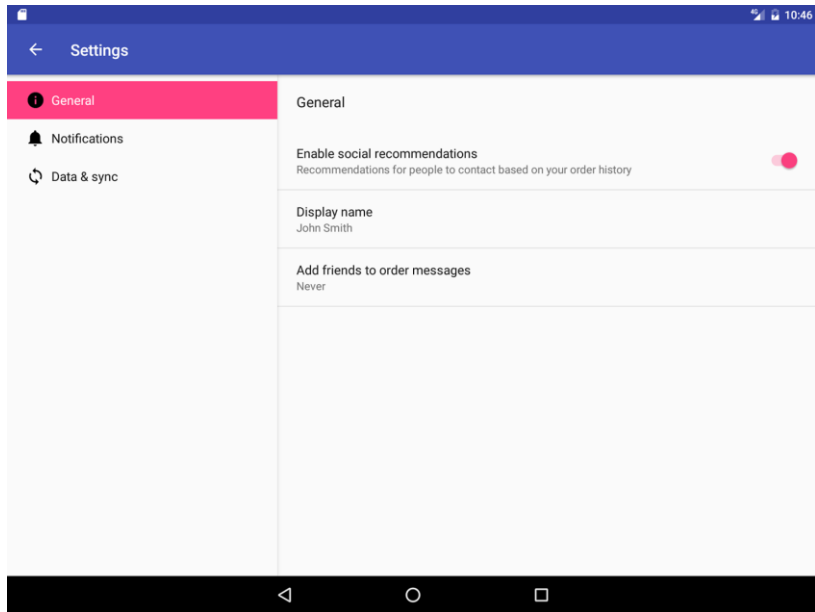 4G 10:46
Settings
General
Notifications
Data & sync
General
Enable social recommendations
Recommendations for people to contact based on your order history
Display name
John Smith
Add friends to order messages
Never